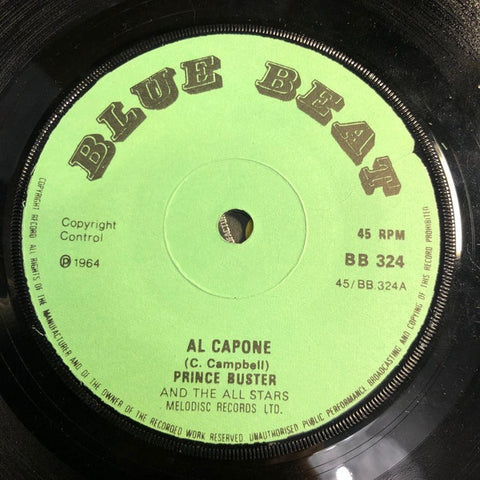 BLUE BEAT
Copyright
Control
Ⓟ 1964
45 RPM
BB 324
45/BB.324A
AL CAPONE
(C. Campbell)
PRINCE BUSTER
AND THE ALL STARS
MELODISC RECORDS LTD.
COPYRIGHT RECORD. ALL RIGHTS OF THE MANUFACTURER AND OF THE OWNER OF THE RECORDED WORK RESERVED. UNAUTHORISED PUBLIC PERFORMANCE, BROADCASTING AND COPYING OF THIS RECORD PROHIBITED